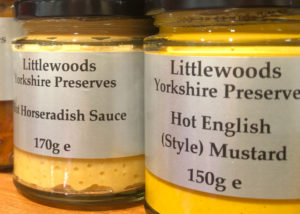 Littlewoods
Yorkshire Preserves
Horseradish Sauce
170g e
Littlewoods
Yorkshire Preserve
Hot English
(Style) Mustard
150g e